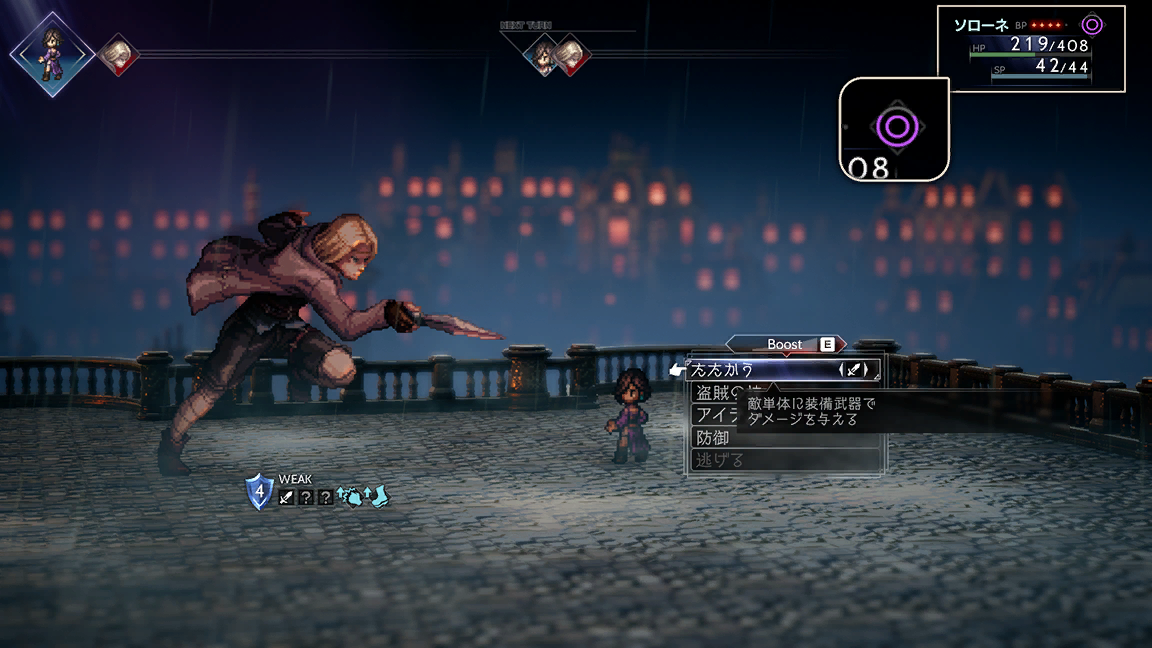 NEXT TURN
ソローネ BP
HP 219/408
SP 42/44
08
Boost E
たたかう
盗賊の
敵単体に装備武器で
ダメージを与える
アイテ
防御
逃げる
WEAK
4 ? ?